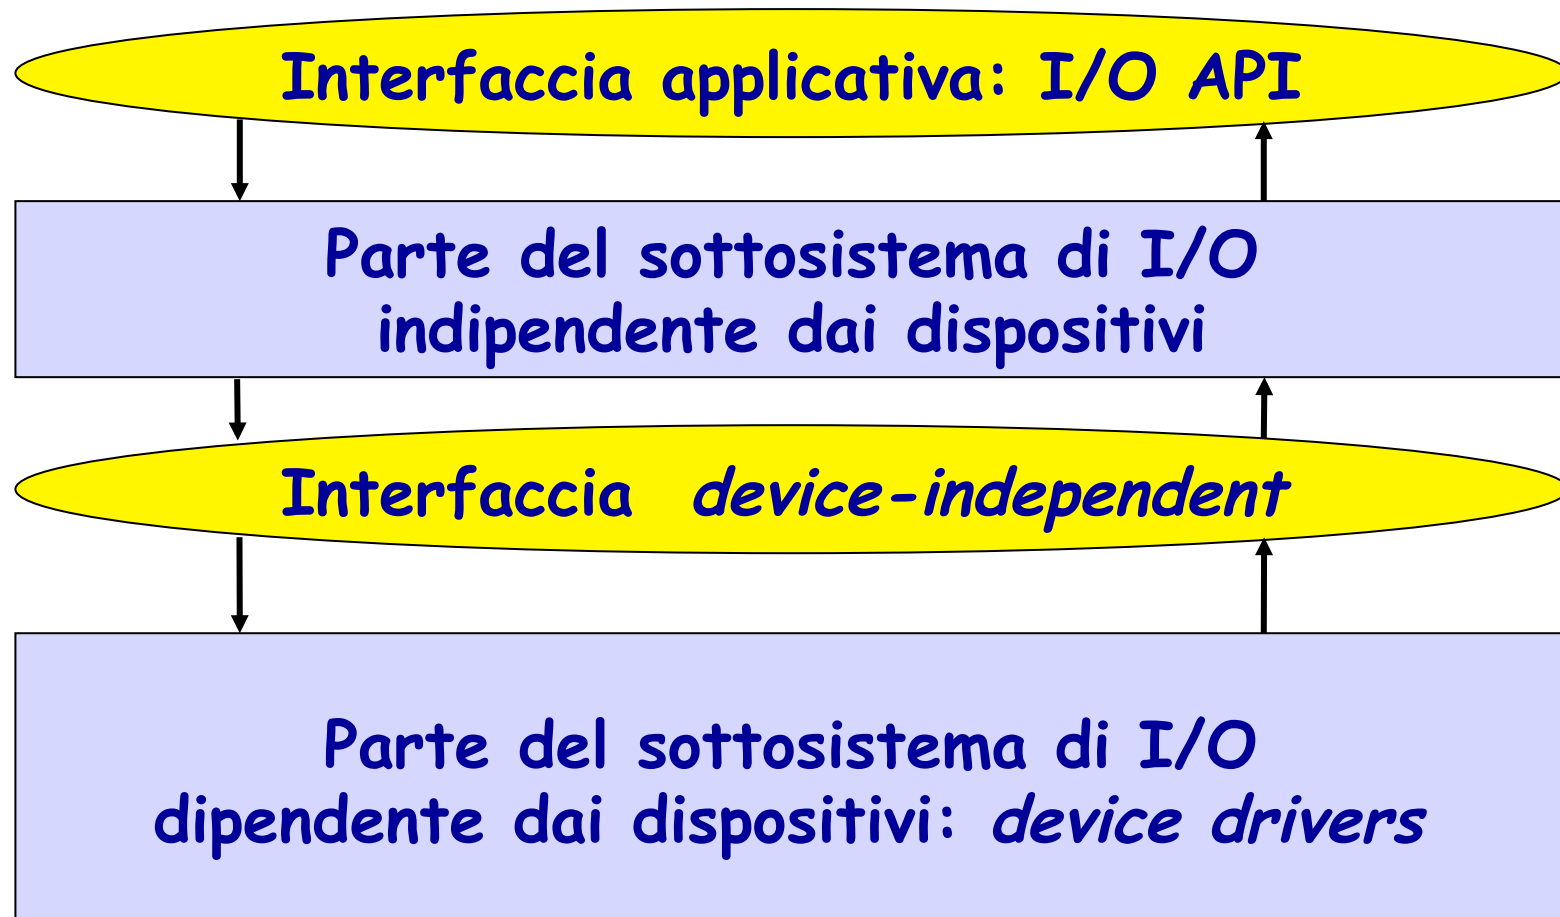 Interfaccia applicativa: I/O API
Parte del sottosistema di I/O
indipendente dai dispositivi
Interfaccia device-independent
Parte del sottosistema di I/O
dipendente dai dispositivi: device drivers